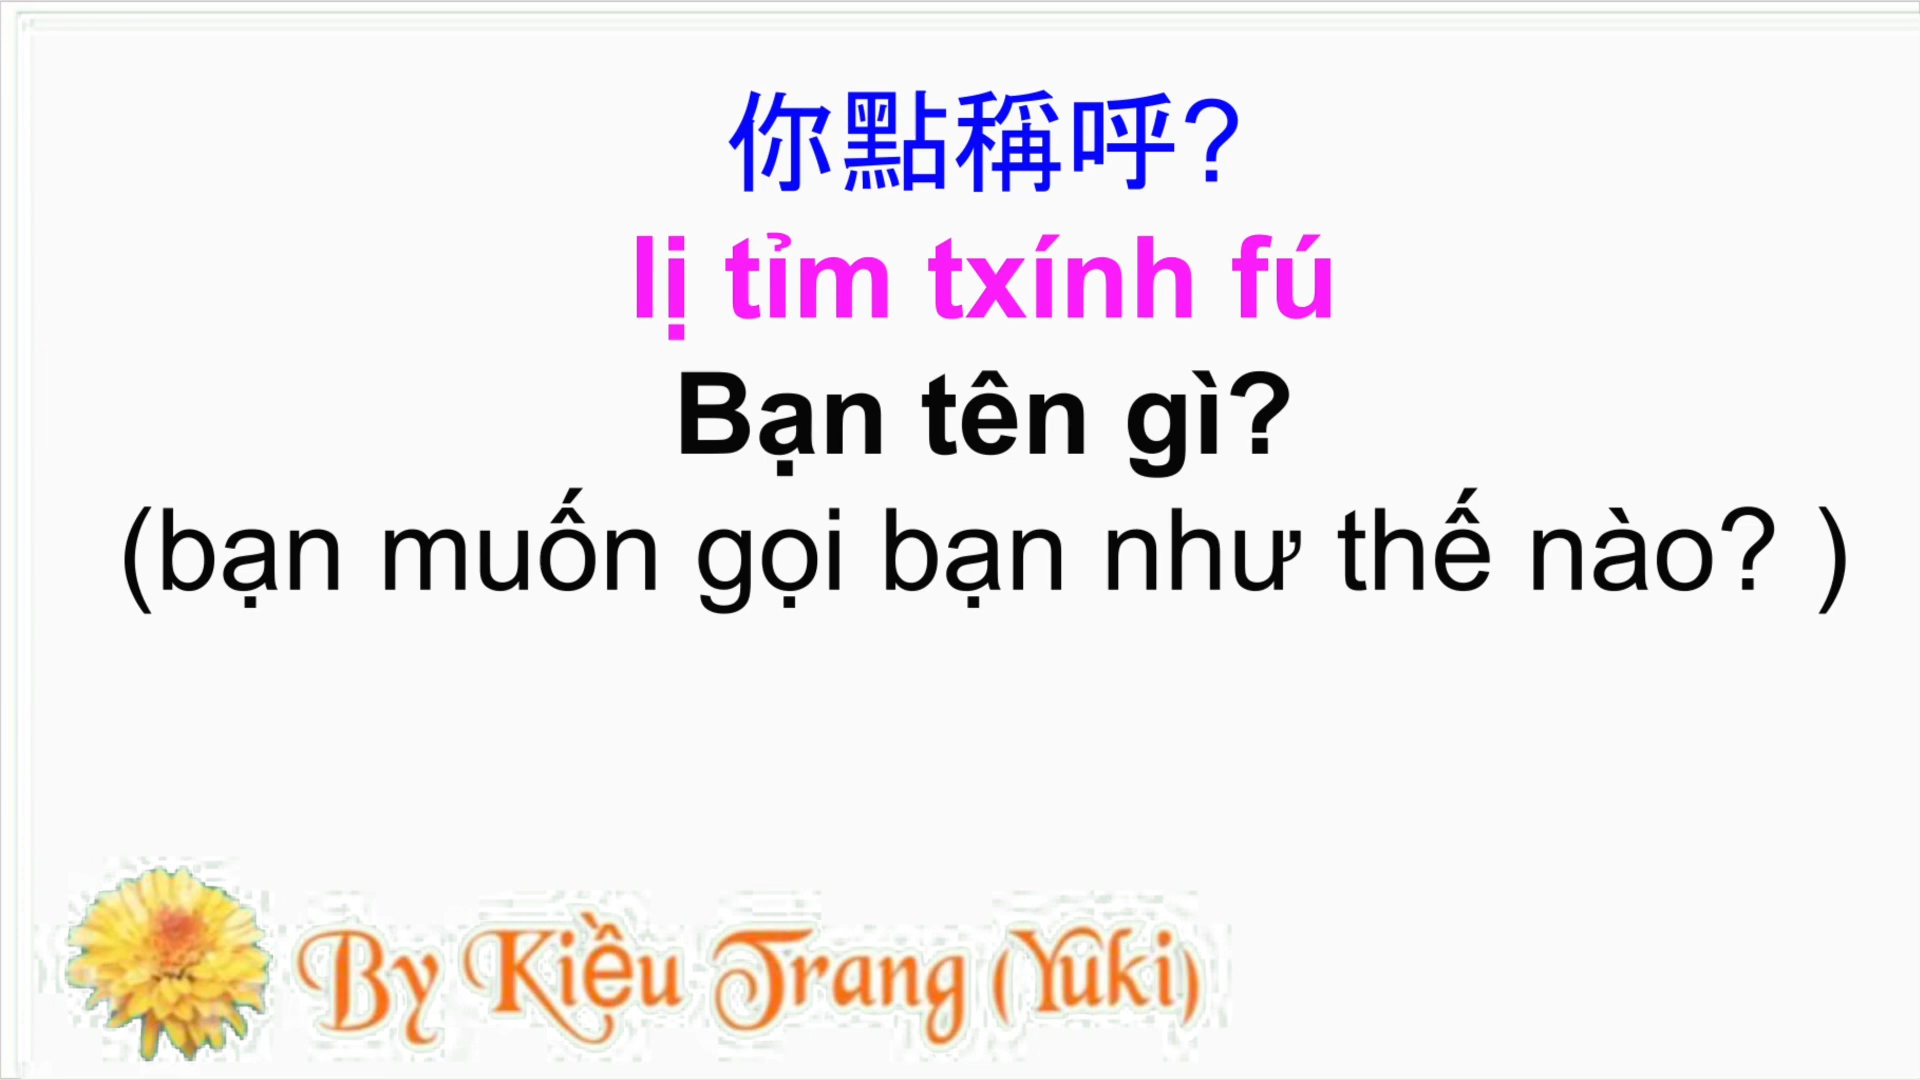 你點稱呼?
lị tỉm txính fú
Bạn tên gì?
(bạn muốn gọi bạn như thế nào? )
By Kiều Trang (Yuki)